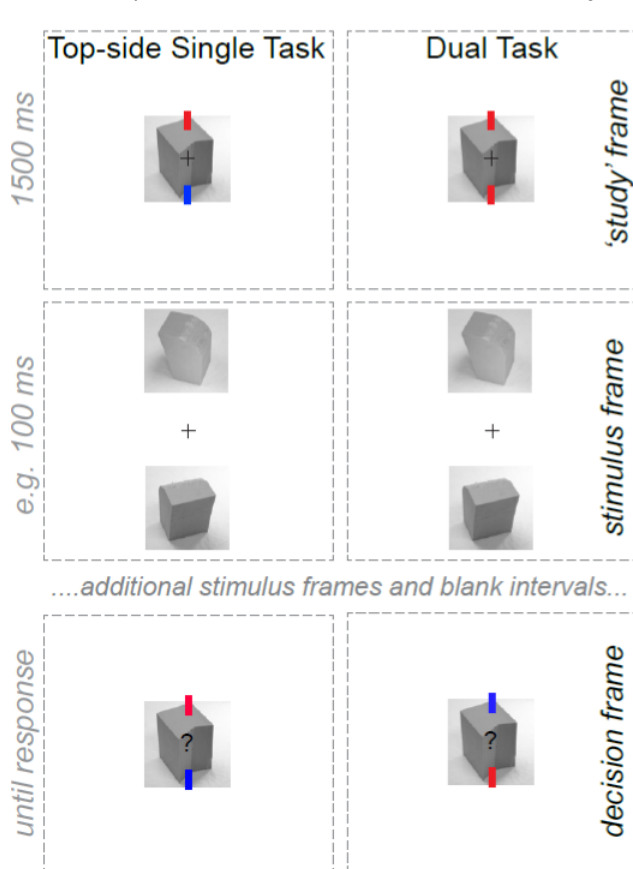 Top-side Single Task
Dual Task
1500 ms
+
+
'study' frame
e.g. 100 ms
+
+
stimulus frame
....additional stimulus frames and blank intervals...
until response
?
?
decision frame